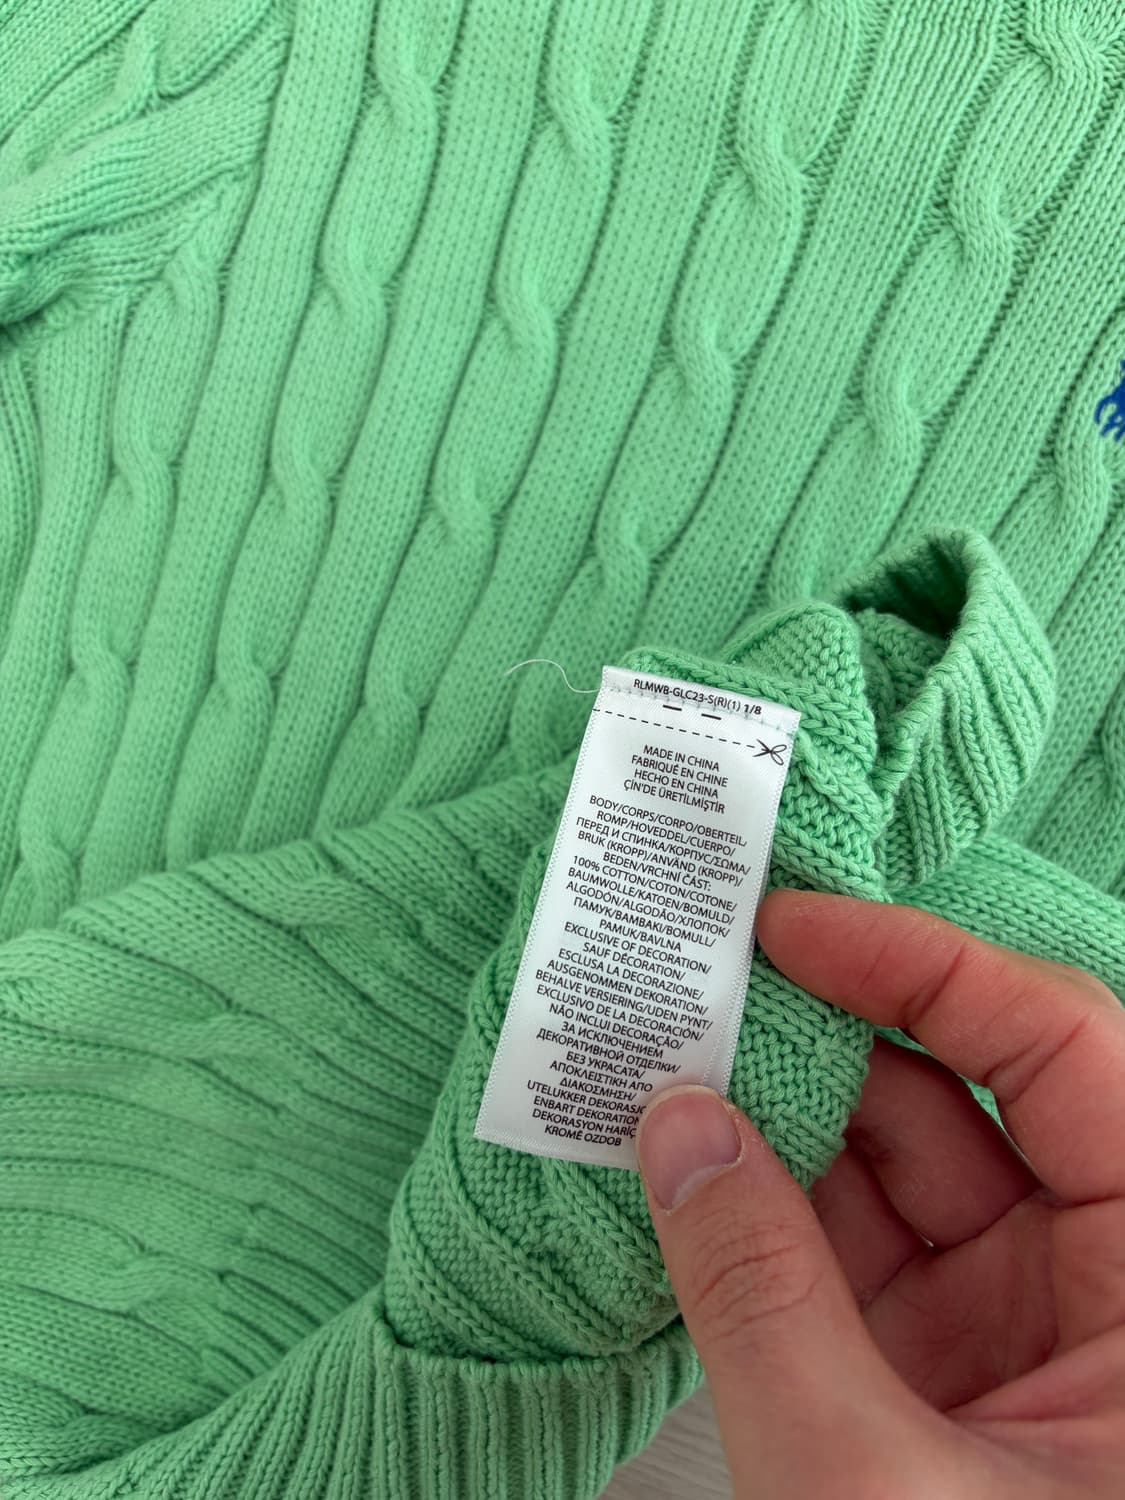 RLMWB-GLC23-S(R)(1) 1/8
MADE IN CHINA
FABRIQUÉ EN CHINE
HECHO EN CHINA
ÇİN'DE ÜRETİLMİŞTİR
BODY/CORPS/CORPO/OBERTEIL/
ROMP/HOVEDDEL/CUERPO/
ПЕРЕД И СПИНКА/КОРПУС/ΣΩΜΑ/
BRUK (KROPP)/ANVÄND (KROPP)/
BEDEN/VRCHNÍ ČÁST:
100% COTTON/COTON/COTONE/
BAUMWOLLE/KATOEN/BOMULD/
ALGODÓN/ALGODÃO/ХЛОПОК/
ПАМУК/ΒΑΜΒΑΚΙ/BOMULL/
PAMUK/BAVLNA
EXCLUSIVE OF DECORATION/
SAUF DÉCORATION/
ESCLUSA LA DECORAZIONE/
AUSGENOMMEN DEKORATION/
BEHALVE VERSIERING/UDEN PYNT/
EXCLUSIVO DE LA DECORACIÓN/
NÃO INCLUI DECORAÇÃO/
ЗА ИСКЛЮЧЕНИЕМ
ДЕКОРАТИВНОЙ ОТДЕЛКИ/
БЕЗ УКРАСАТА/
ΑΠΟΚΛΕΙΣΤΙΚΗ ΑΠΟ
ΔΙΑΚΟΣΜΗΣΗ/
UTELUKKER DEKORASJO
ENBART DEKORATION
DEKORASYON HARİÇ
KROMĚ OZDOB